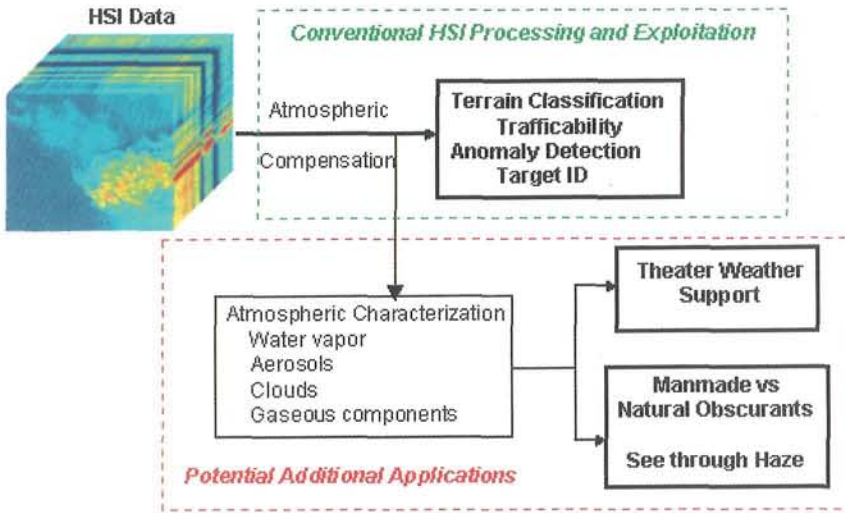 HSI Data
Conventional HSI Processing and Exploitation
Atmospheric
Compensation
Terrain Classification
Trafficability
Anomaly Detection
Target ID
Atmospheric Characterization
Water vapor
Aerosols
Clouds
Gaseous components
Theater Weather
Support
Manmade vs
Natural Obscurants
See through Haze
Potential Additional Applications